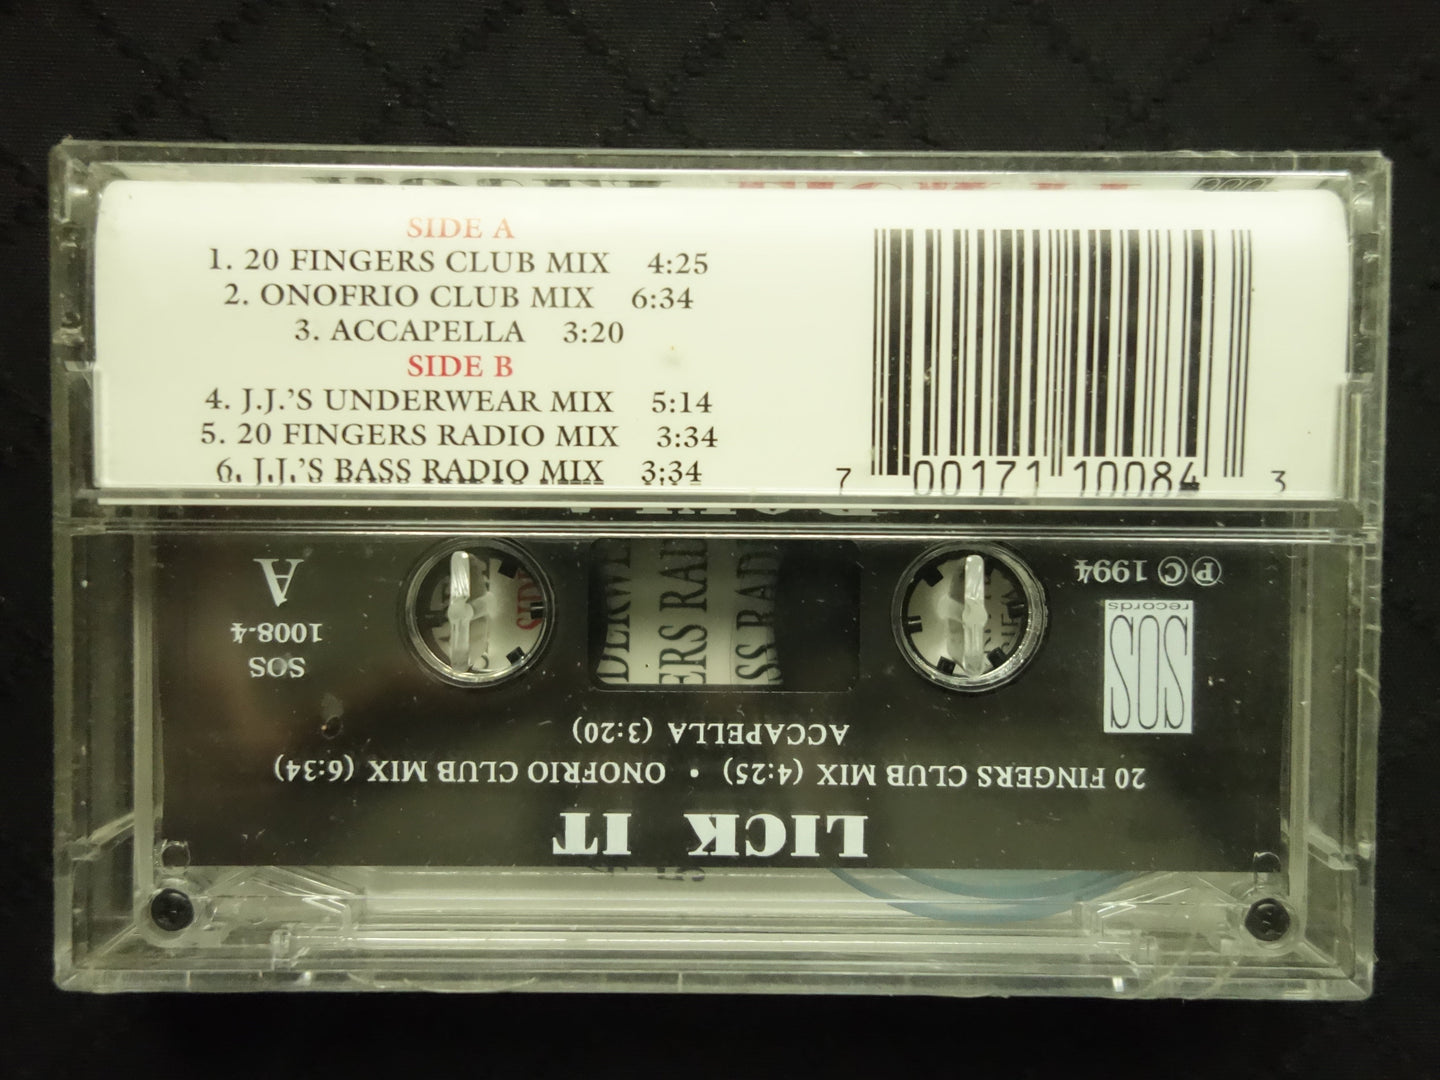 SIDE A
1. 20 FINGERS CLUB MIX 4:25
2. ONOFRIO CLUB MIX 6:34
3. ACCAPELLA 3:20
SIDE B
4. J.J.'S UNDERWEAR MIX 5:14
5. 20 FINGERS RADIO MIX 3:34
6. J.J.'S BASS RADIO MIX 3:34
7 00171 10084 3
LICK IT
20 FINGERS CLUB MIX (4:25) • ONOFRIO CLUB MIX (6:34)
ACCAPELLA (3:20)
SOS
records
SOS
1008-4
A
℗ © 1994